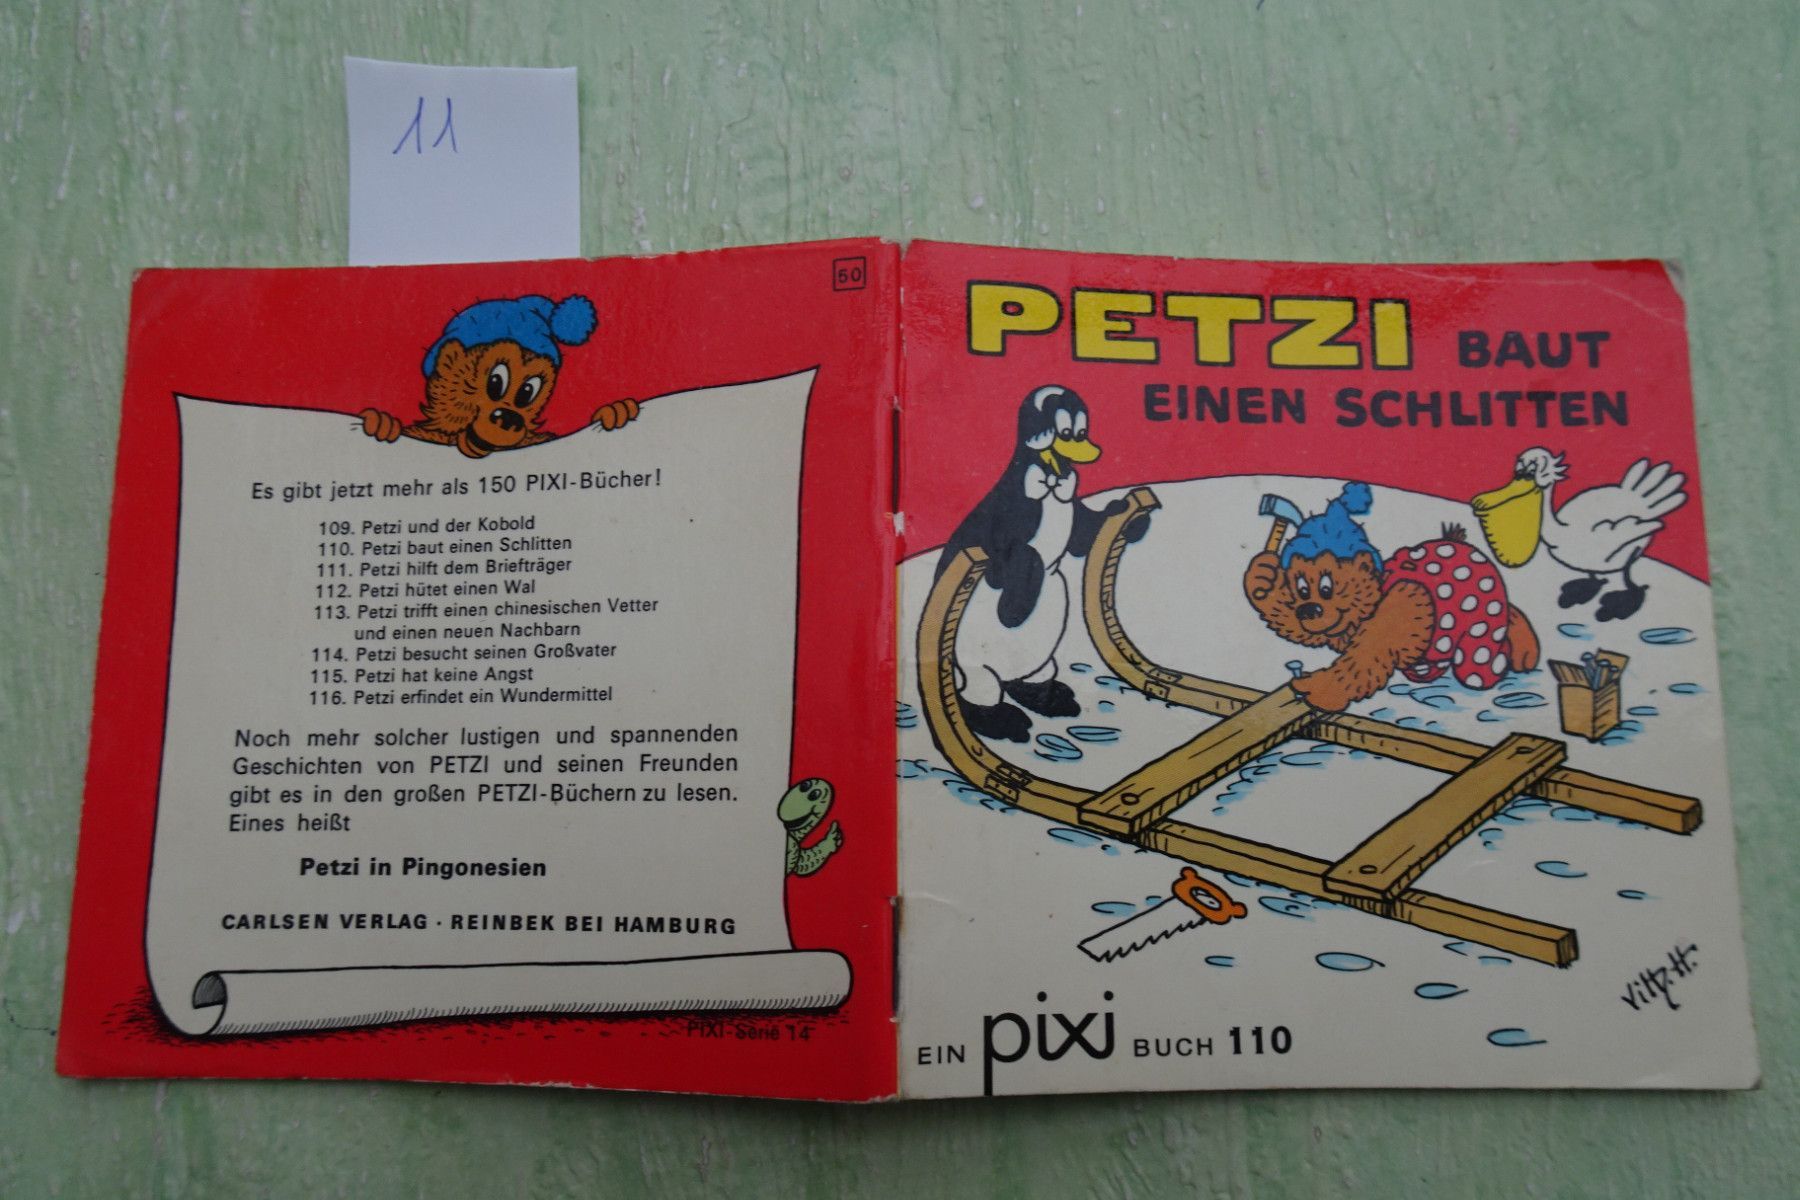 11
50
Es gibt jetzt mehr als 150 PIXI-Bücher!
109. Petzi und der Kobold
110. Petzi baut einen Schlitten
111. Petzi hilft dem Briefträger
112. Petzi hütet einen Wal
113. Petzi trifft einen chinesischen Vetter
und einen neuen Nachbarn
114. Petzi besucht seinen Großvater
115. Petzi hat keine Angst
116. Petzi erfindet ein Wundermittel
Noch mehr solcher lustigen und spannenden
Geschichten von PETZI und seinen Freunden
gibt es in den großen PETZI-Büchern zu lesen.
Eines heißt
Petzi in Pingonesien
CARLSEN VERLAG · REINBEK BEI HAMBURG
PIXI-Serie 14
PETZI BAUT
EINEN SCHLITTEN
EIN pixi BUCH 110